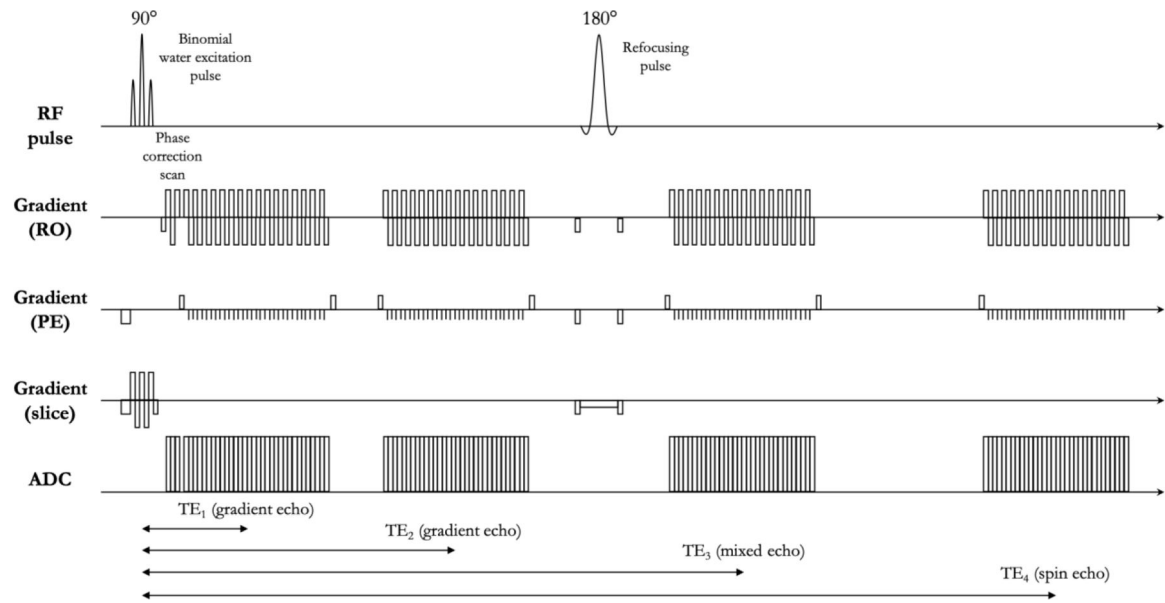 90°
180°
Binomial
water excitation
pulse
Refocusing
pulse
RF
pulse
Phase
correction
scan
Gradient
(RO)
Gradient
(PE)
Gradient
(slice)
ADC
TE₁ (gradient echo)
TE₂ (gradient echo)
TE₃ (mixed echo)
TE₄ (spin echo)